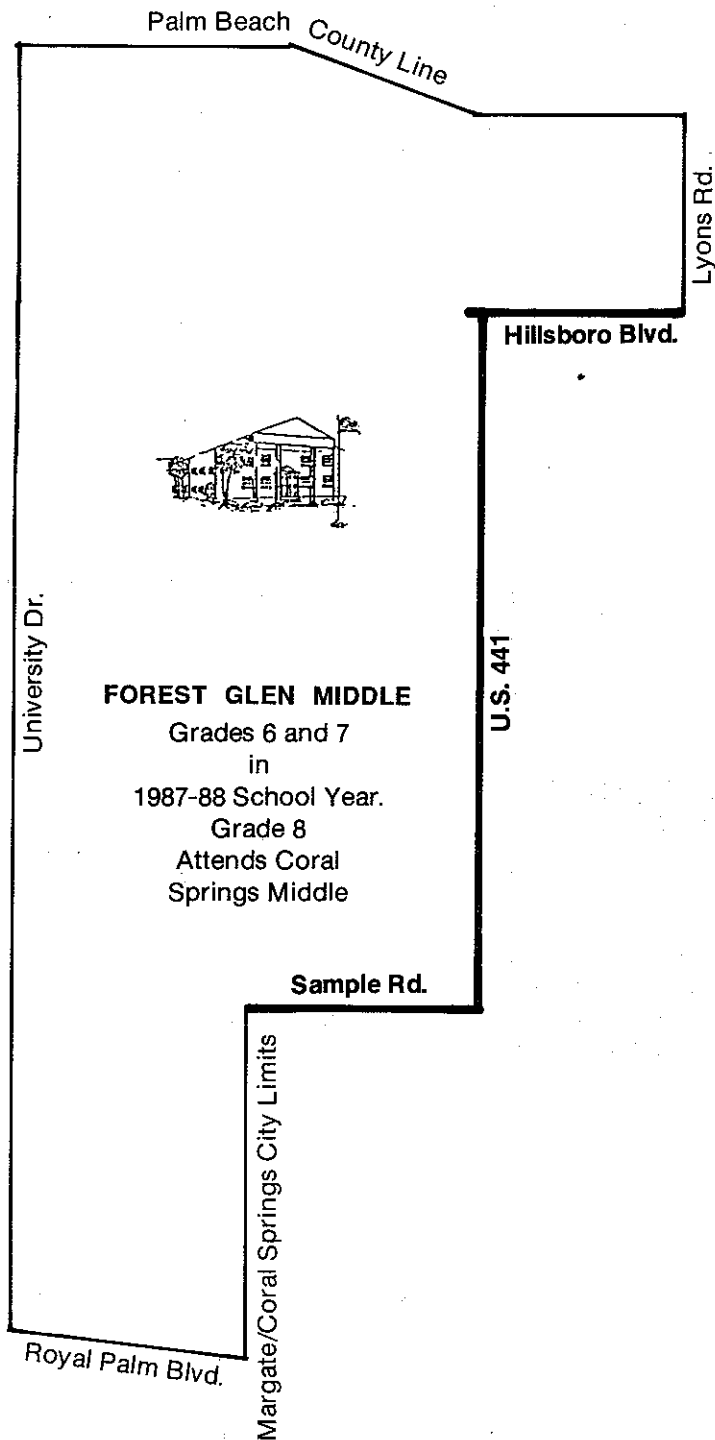 Palm Beach County Line
Lyons Rd.
Hillsboro Blvd.
University Dr.
U.S. 441
FOREST GLEN MIDDLE
Grades 6 and 7
in
1987-88 School Year.
Grade 8
Attends Coral
Springs Middle
Sample Rd.
Margate/Coral Springs City Limits
Royal Palm Blvd.